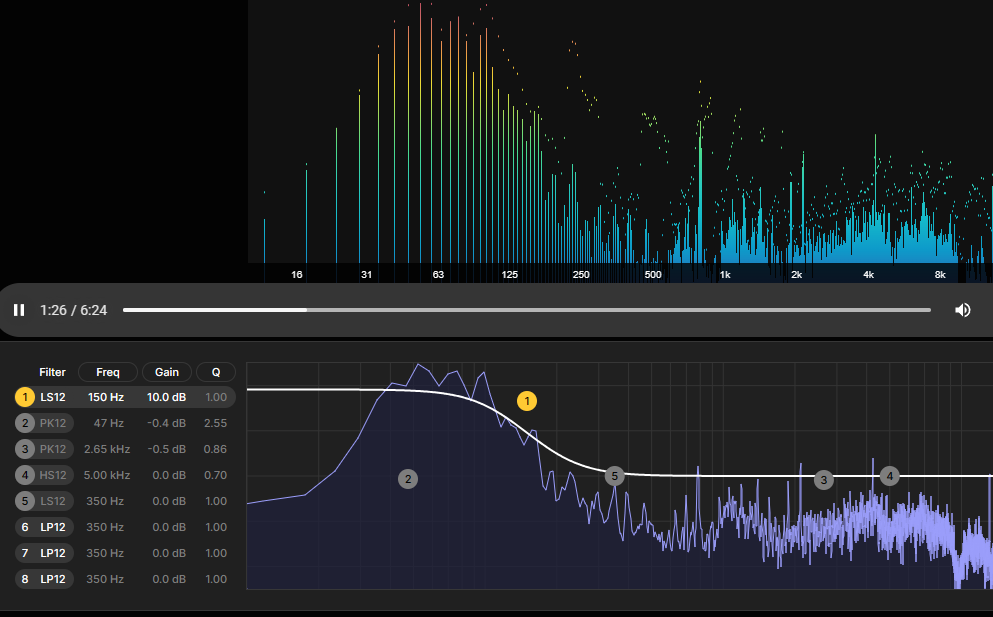 16 31 63 125 250 500 1k 2k 4k 8k
1:26 / 6:24
Filter Freq Gain Q
1 LS12 150 Hz 10.0 dB 1.00
2 PK12 47 Hz -0.4 dB 2.55
3 PK12 2.65 kHz -0.5 dB 0.86
4 HS12 5.00 kHz 0.0 dB 0.70
5 LS12 350 Hz 0.0 dB 1.00
6 LP12 350 Hz 0.0 dB 1.00
7 LP12 350 Hz 0.0 dB 1.00
8 LP12 350 Hz 0.0 dB 1.00
1
2 5 3 4